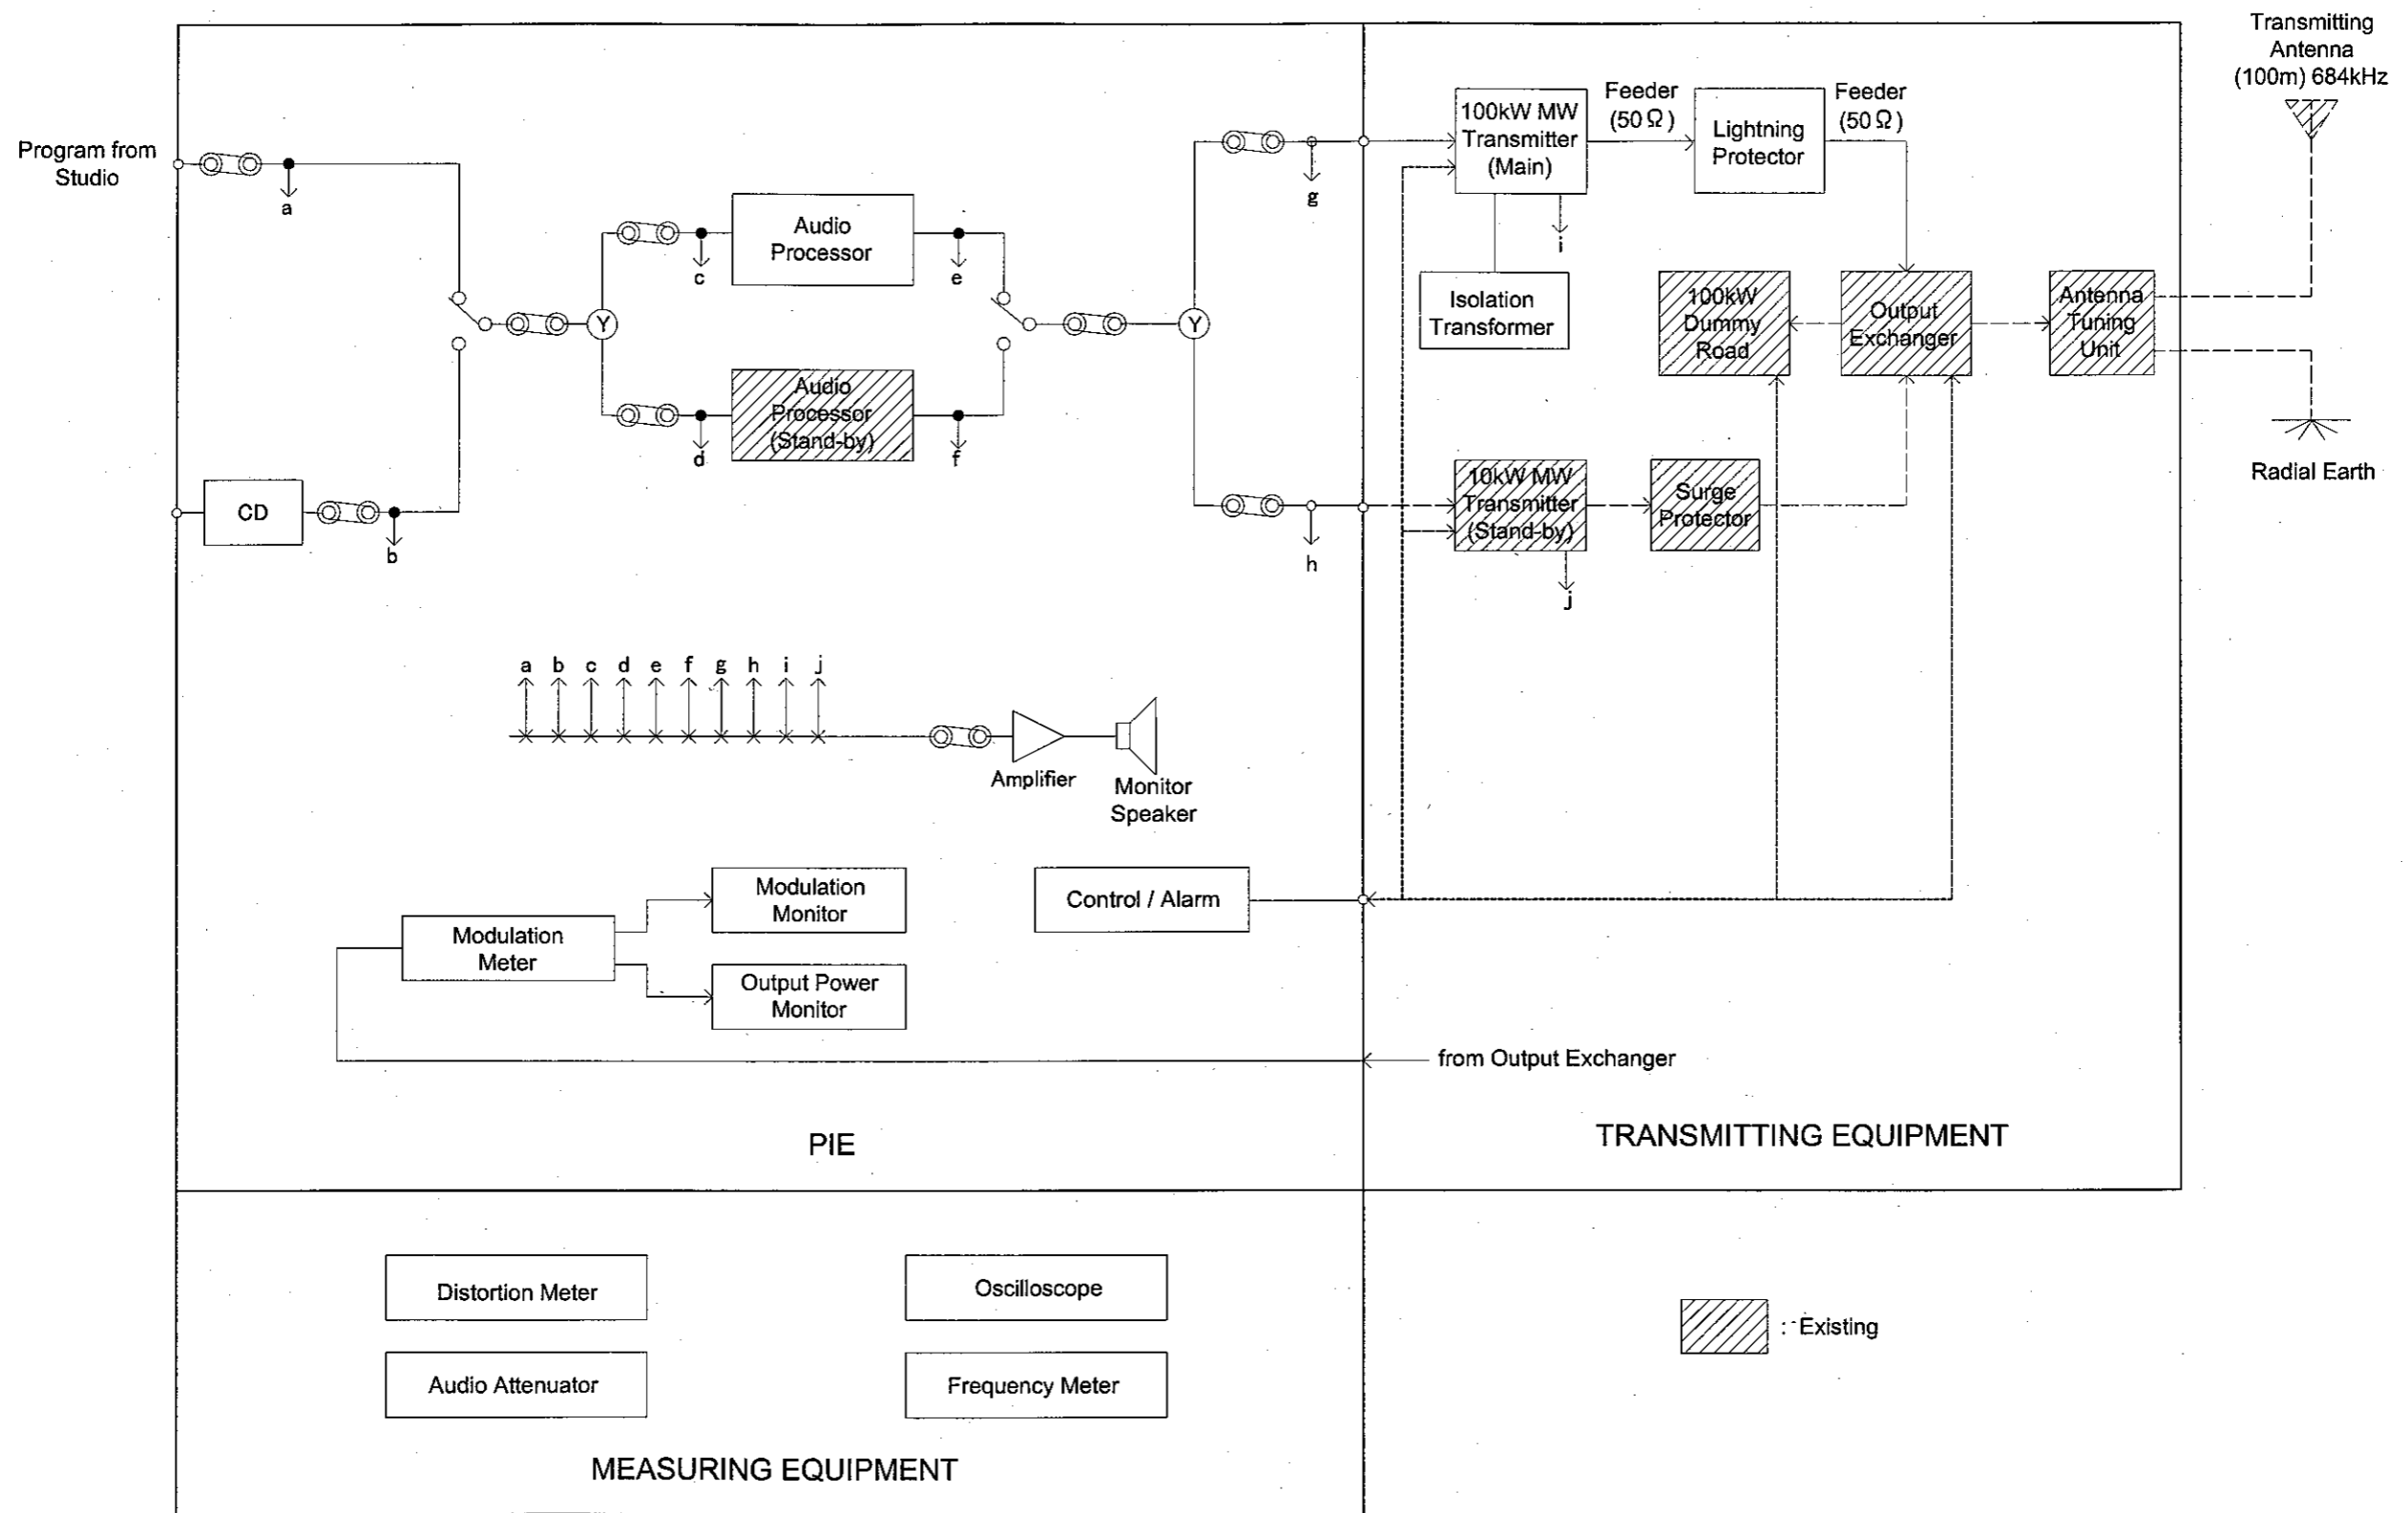 Transmitting
Antenna
(100m) 684kHz
Program from
Studio
a
Audio
Processor
c
e
Y
Y
Audio
Processor
(Stand-by)
d
f
CD
b
g
h
100kW MW
Transmitter
(Main)
Feeder
(50Ω)
Lightning
Protector
Feeder
(50Ω)
i
Isolation
Transformer
100kW
Dummy
Road
Output
Exchanger
Antenna
Tuning
Unit
10kW MW
Transmitter
(Stand-by)
Surge
Protector
j
Radial Earth
a b c d e f g h i j
Amplifier
Monitor
Speaker
Modulation
Meter
Modulation
Monitor
Output Power
Monitor
Control / Alarm
from Output Exchanger
PIE
TRANSMITTING EQUIPMENT
Distortion Meter
Oscilloscope
Audio Attenuator
Frequency Meter
MEASURING EQUIPMENT
: Existing